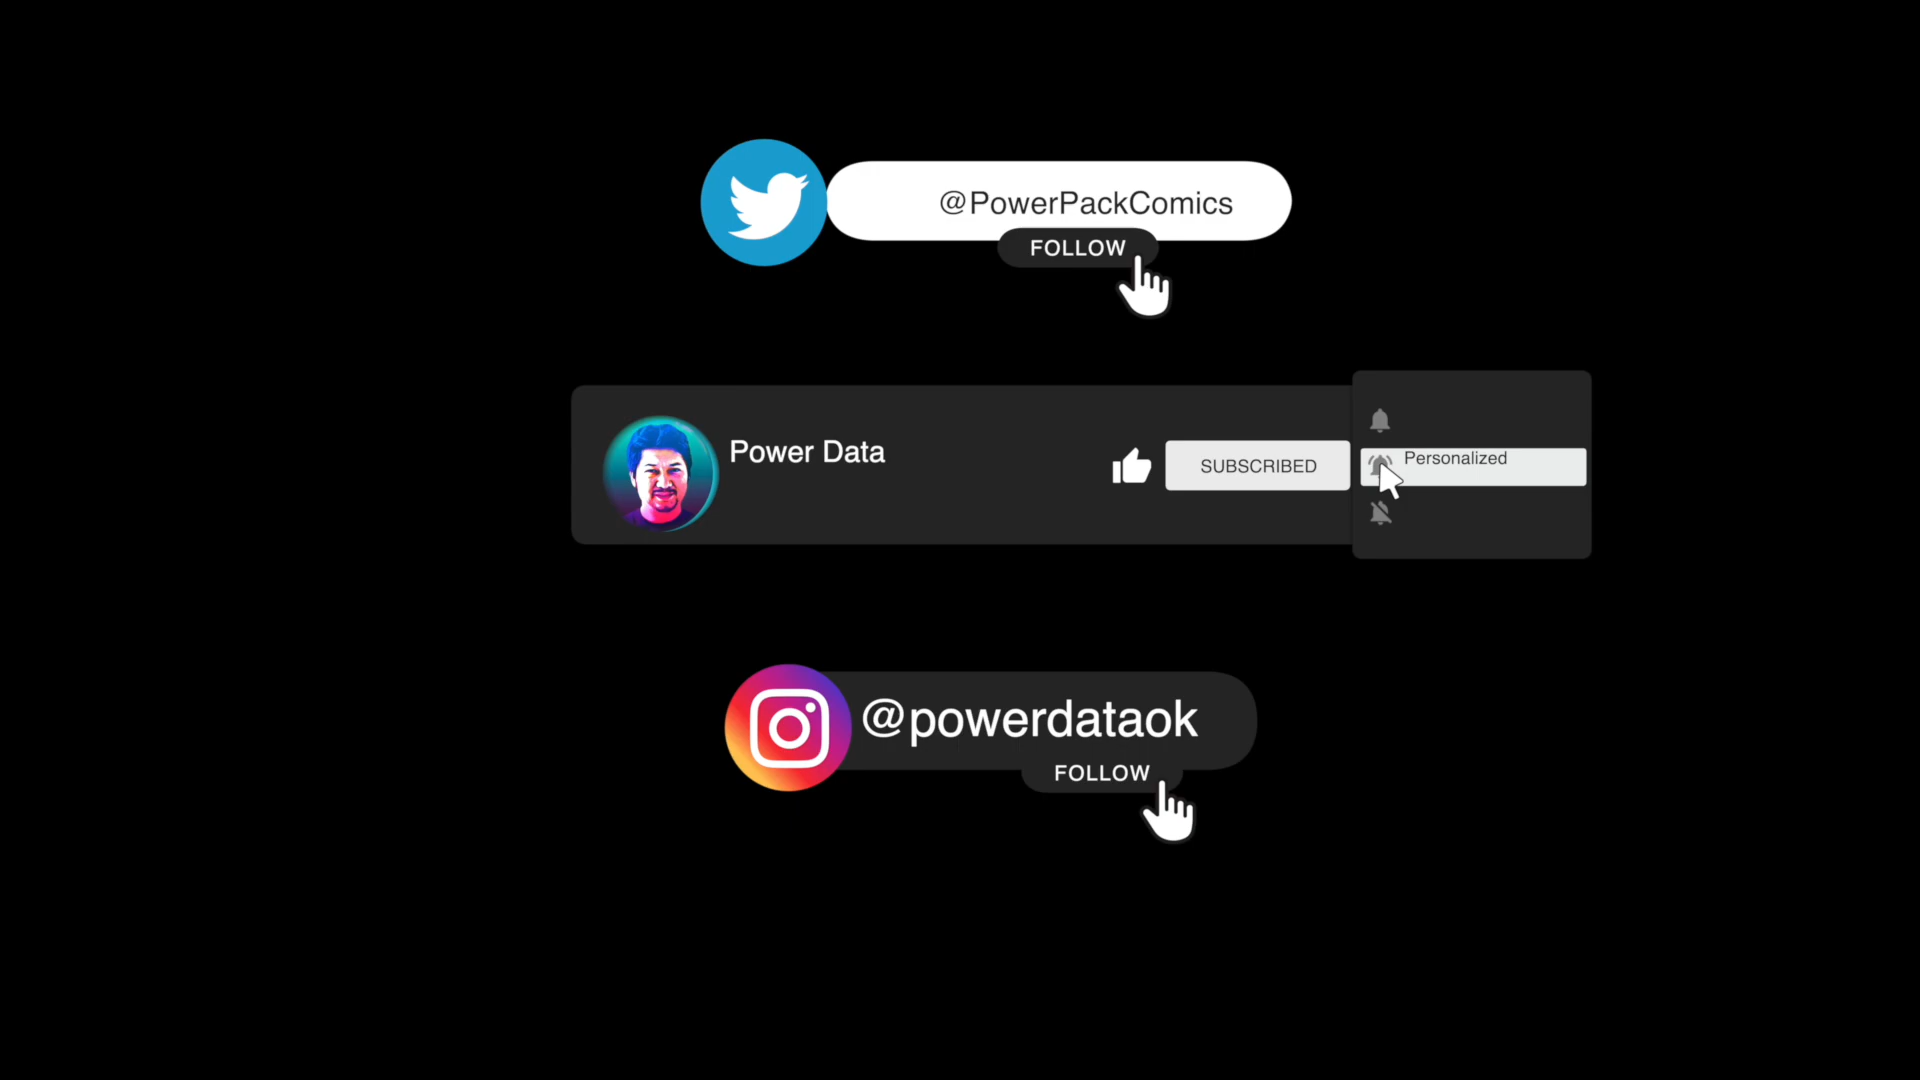 @PowerPackComics
FOLLOW
Power Data
SUBSCRIBED
Personalized
@powerdataok
FOLLOW